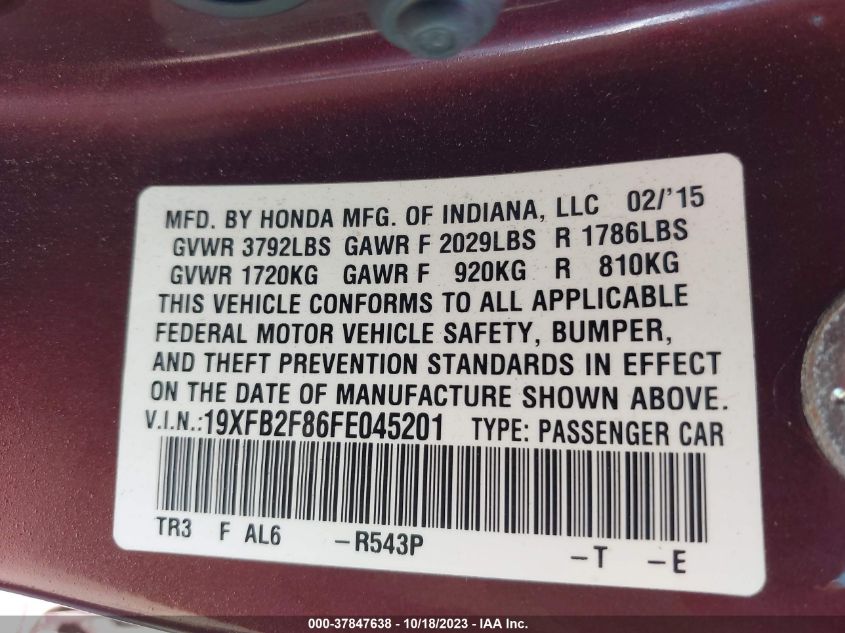 MFD. BY HONDA MFG. OF INDIANA, LLC 02/'15
GVWR 3792LBS GAWR F 2029LBS R 1786LBS
GVWR 1720KG GAWR F 920KG R 810KG
THIS VEHICLE CONFORMS TO ALL APPLICABLE
FEDERAL MOTOR VEHICLE SAFETY, BUMPER,
AND THEFT PREVENTION STANDARDS IN EFFECT
ON THE DATE OF MANUFACTURE SHOWN ABOVE.
V.I.N.:19XFB2F86FE045201 TYPE: PASSENGER CAR
TR3 F AL6 -R543P -T -E
000-37847638 - 10/18/2023 - IAA Inc.